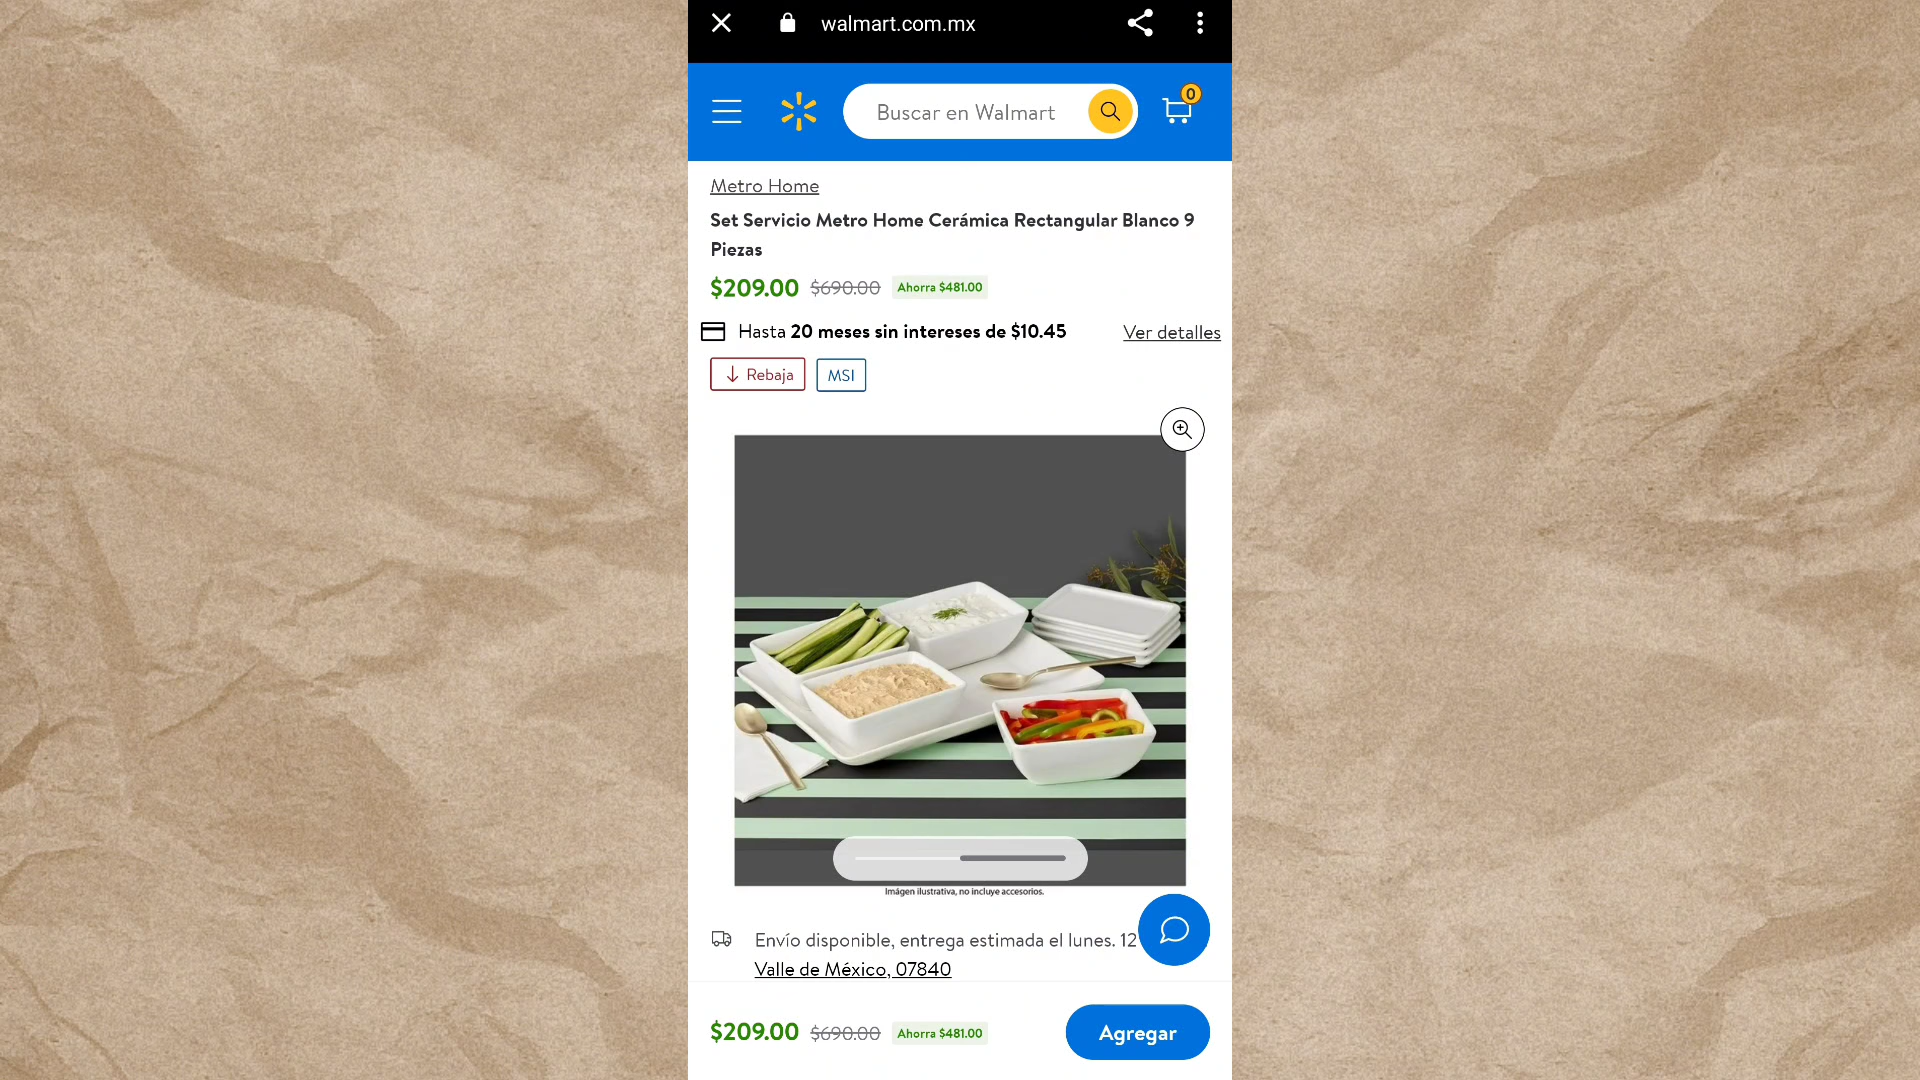 walmart.com.mx
Buscar en Walmart
0
Metro Home
Set Servicio Metro Home Cerámica Rectangular Blanco 9
Piezas
$209.00 $690.00 Ahorra $481.00
Hasta 20 meses sin intereses de $10.45 Ver detalles
Rebaja MSI
Imágen ilustrativa, no incluye accesorios.
Envío disponible, entrega estimada el lunes. 12
Valle de México, 07840
$209.00 $690.00 Ahorra $481.00 Agregar